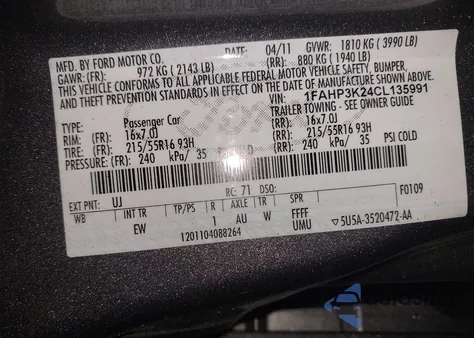 MFD. BY FORD MOTOR CO.
DATE: 04/11 GVWR: 1810 KG (3990 LB)
GAWR: (FR) 972 KG (2143 LB) (RR): 880 KG (1940 LB)
THIS VEHICLE CONFORMS TO ALL APPLICABLE FEDERAL MOTOR VEHICLE SAFETY, BUMPER,
AND THEFT PREVENTION STANDARDS IN EFFECT ON THE DATE OF MANUFACTURE SHOWN ABOVE.
VIN: 1FAHP3K24CL135991
TYPE: Passenger Car TRAILER TOWING - SEE OWNER GUIDE
RIM: (FR) 16x7.0J (RR): 16x7.0J
TIRE: (FR) 215/55R16 93H (RR): 215/55R16 93H
PRESSURE: (FR) 240 kPa/ 35 PSI COLD (RR) 240 kPa/ 35 PSI COLD
RC: 71 DSO: F0109
EXT PNT: UJ
WB INT TR TP/PS R AXLE TR SPR
EW 1 AU W FFFF
1201104088264 UMU ▽5U5A-3520472-AA